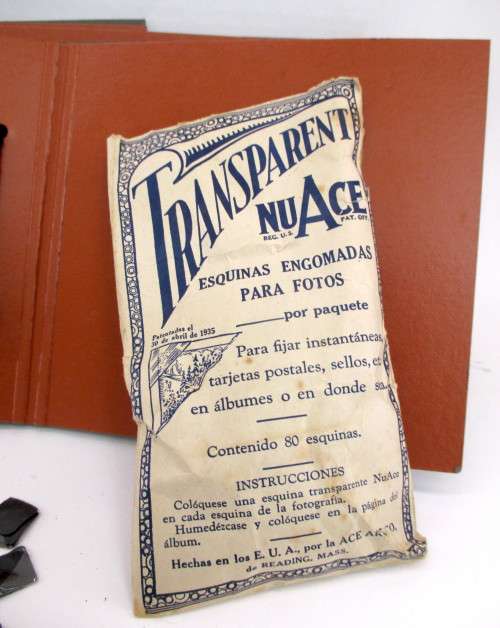 TRANSPARENT
NUACE
REG. U.S. PAT. OFF.
ESQUINAS ENGOMADAS
PARA FOTOS
por paquete
Patentadas el
30 de abril de 1935
Para fijar instantáneas,
tarjetas postales, sellos,
en álbumes o en donde
Contenido 80 esquinas.
INSTRUCCIONES
Colóquese una esquina transparente NuAce
en cada esquina de la fotografía.
Humedézcase y colóquese en la página del
álbum.
Hechas en los E. U. A., por la ACE
de READING, MASS.